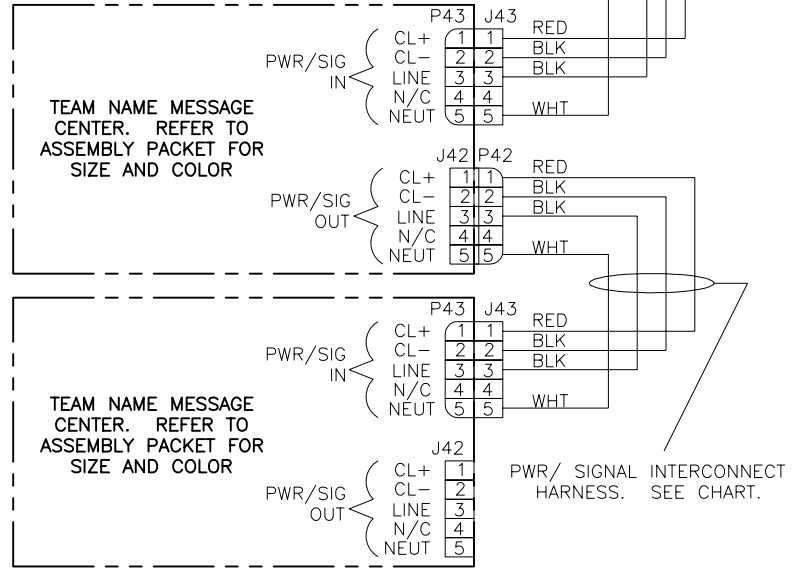 P43 J43
CL+ 1 1 RED
PWR/SIG IN CL− 2 2 BLK
LINE 3 3 BLK
N/C 4 4
NEUT 5 5 WHT
TEAM NAME MESSAGE
CENTER. REFER TO
ASSEMBLY PACKET FOR
SIZE AND COLOR
J42 P42
CL+ 1 1 RED
PWR/SIG OUT CL− 2 2 BLK
LINE 3 3 BLK
N/C 4 4
NEUT 5 5 WHT
P43 J43
CL+ 1 1 RED
PWR/SIG IN CL− 2 2 BLK
LINE 3 3 BLK
N/C 4 4
NEUT 5 5 WHT
TEAM NAME MESSAGE
CENTER. REFER TO
ASSEMBLY PACKET FOR
SIZE AND COLOR
J42
CL+ 1
PWR/SIG OUT CL− 2
LINE 3
N/C 4
NEUT 5
PWR/ SIGNAL INTERCONNECT
HARNESS. SEE CHART.